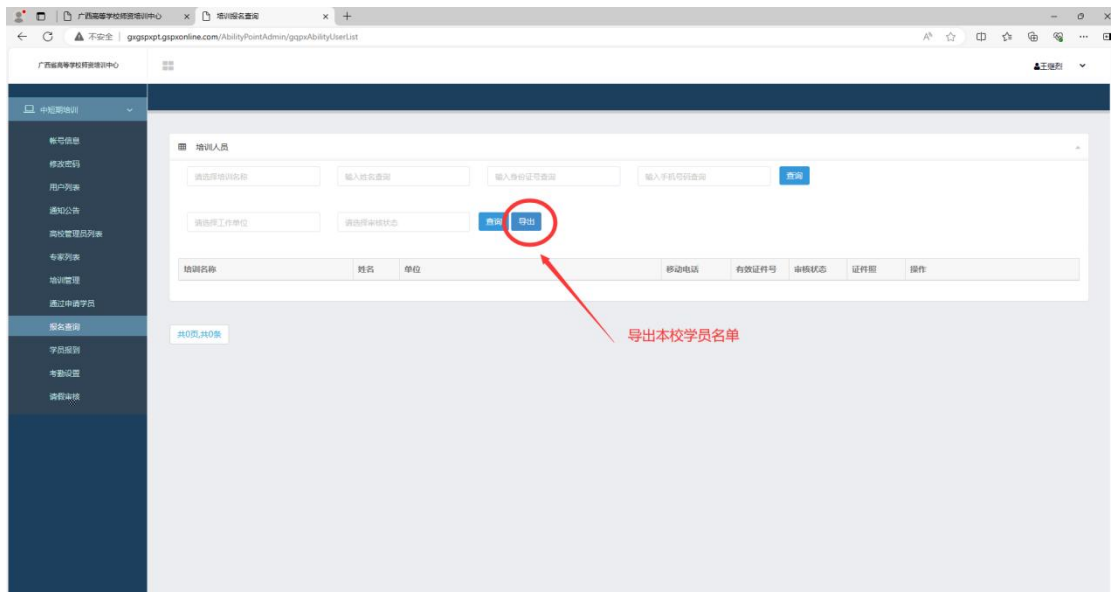 广西高等学校师资培训中心
培训报名查询
不安全 gxgspxpt.gspxonline.com/AbilityPointAdmin/gqpxAbilityUserList
广西省高等学校师资培训中心
王继烈
中短期培训
帐号信息
修改密码
用户列表
通知公告
高校管理员列表
专家列表
培训管理
通过申请学员
报名查询
学员报到
考勤设置
请假审核
培训人员
请选择培训名称 输入姓名查询 输入身份证号查询 输入手机号码查询 查询
请选择工作单位 请选择审核状态 查询 导出
培训名称 姓名 单位 移动电话 有效证件号 审核状态 证件照 操作
共0页,共0条
导出本校学员名单